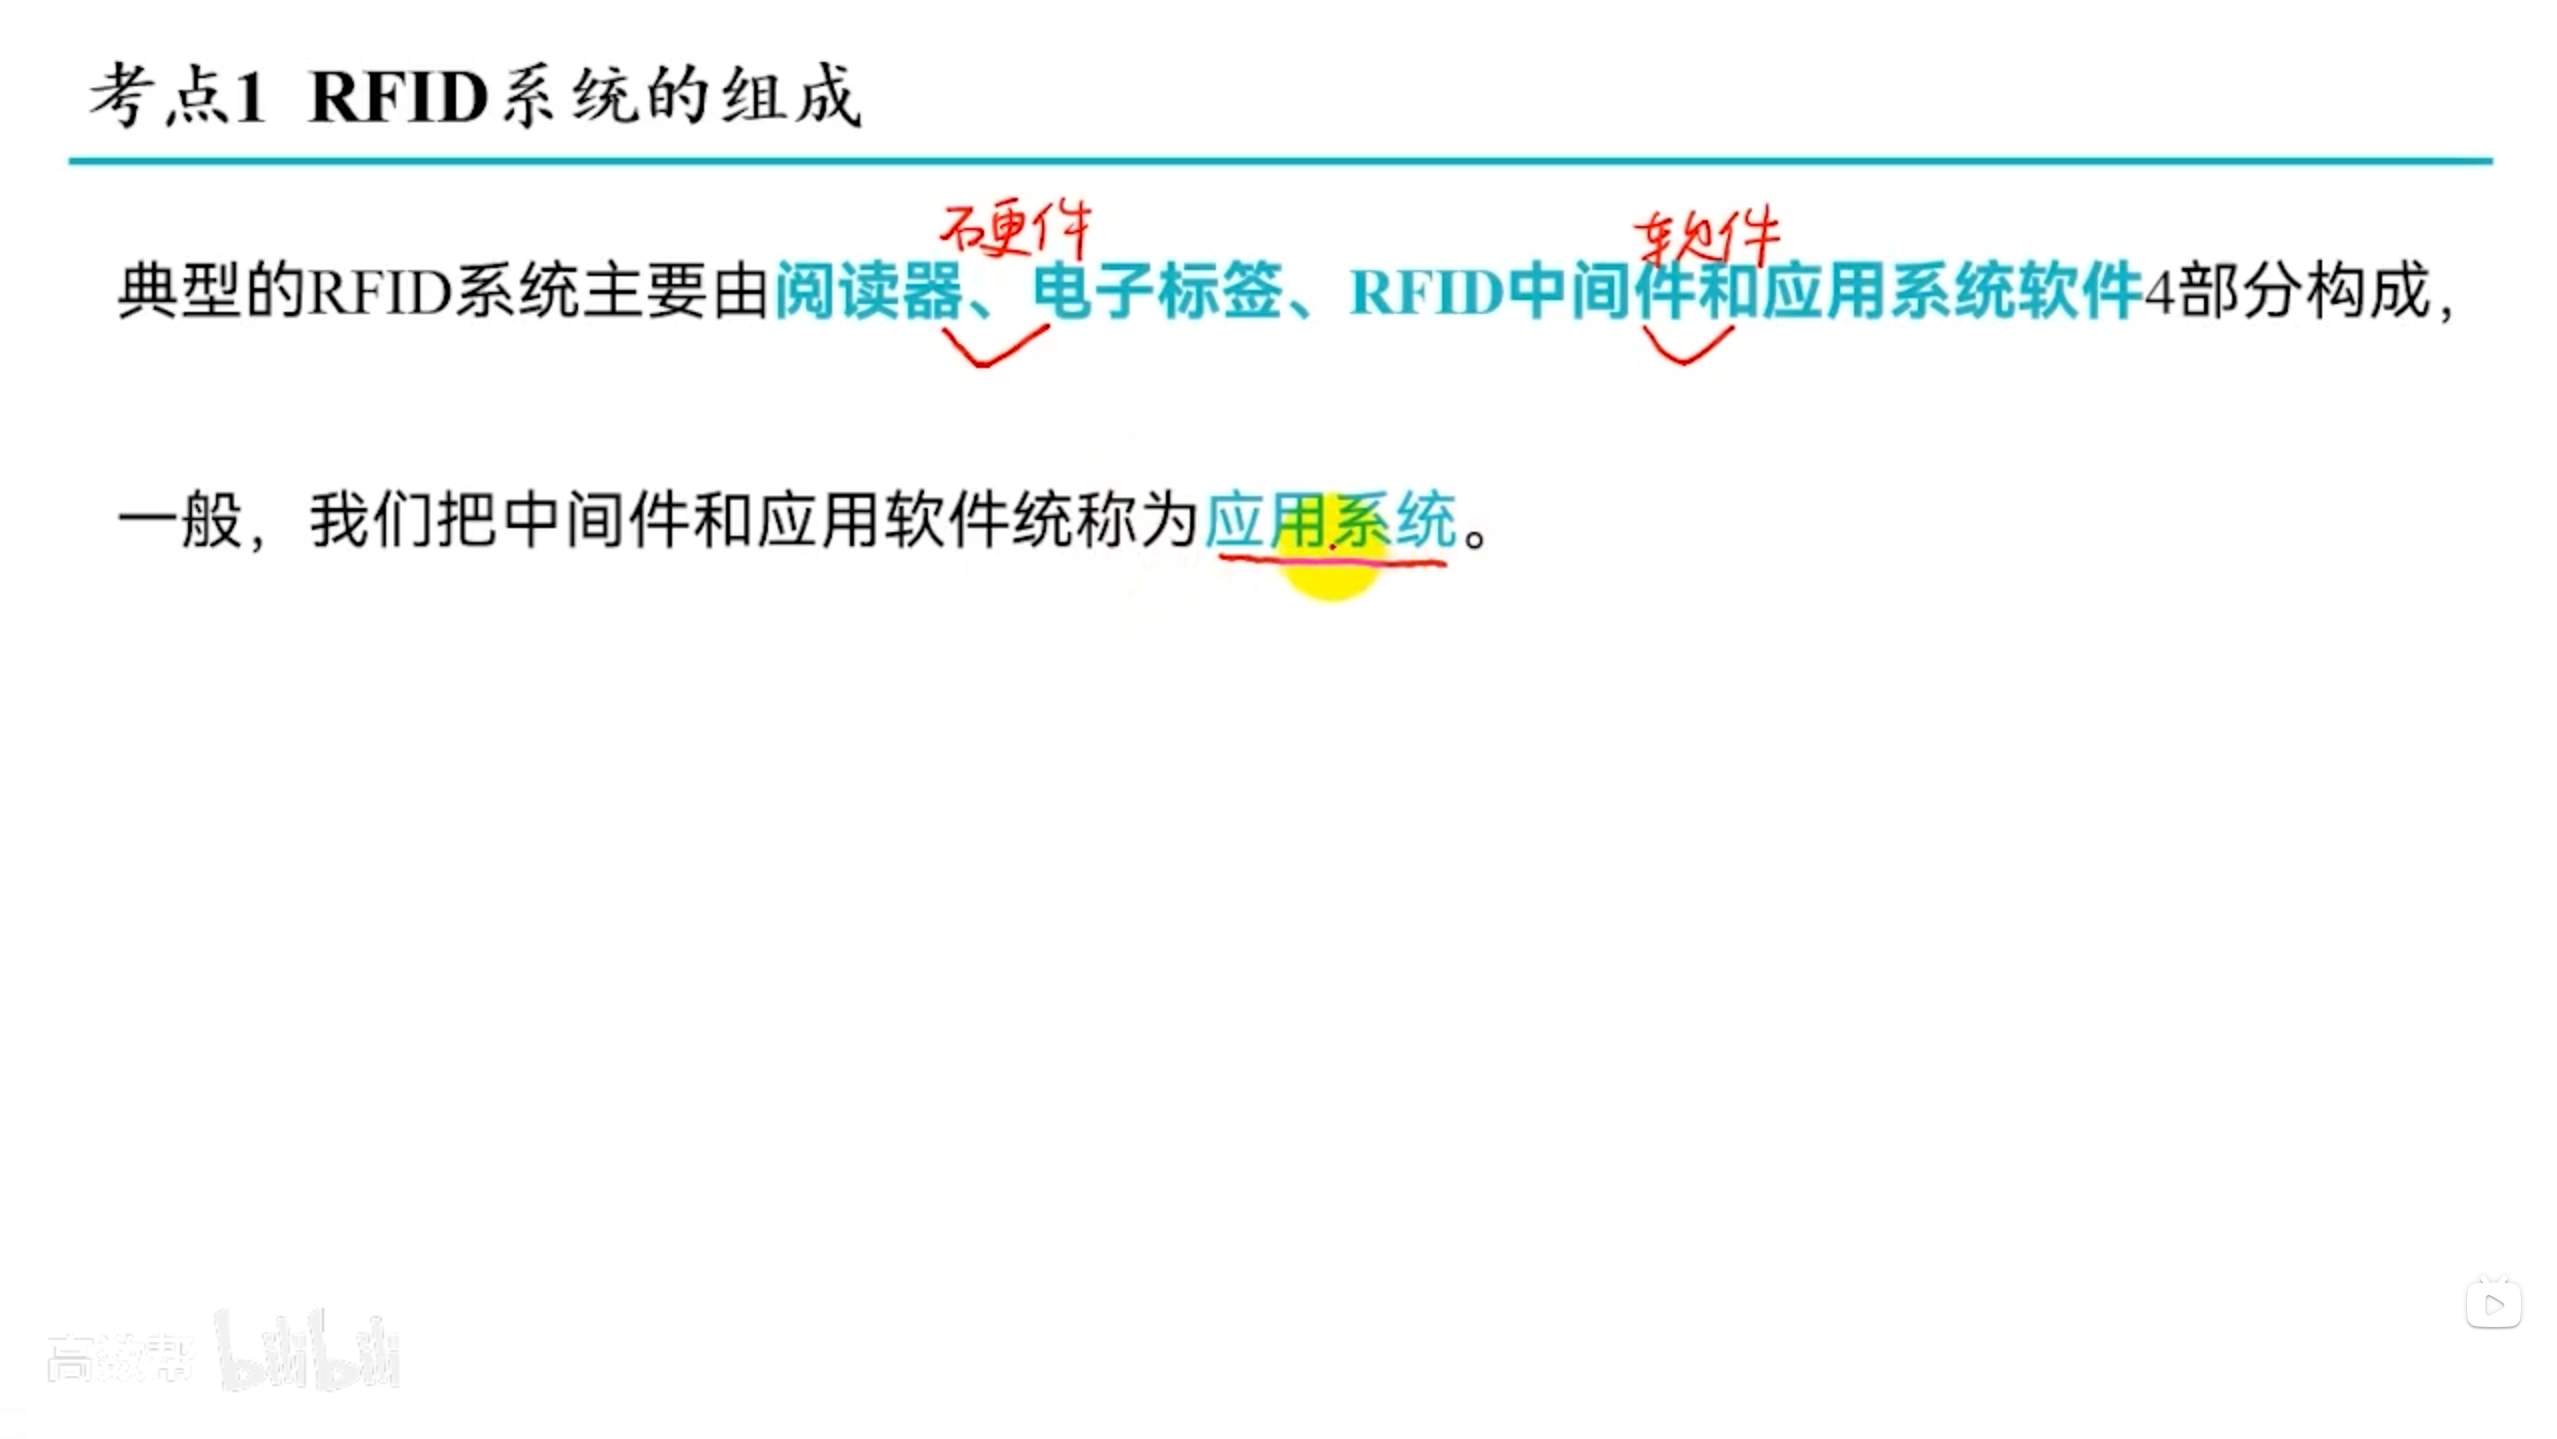 考点1 RFID系统的组成
硬件 软件
典型的RFID系统主要由阅读器、电子标签、RFID中间件和应用系统软件4部分构成，
一般，我们把中间件和应用软件统称为应用系统。
高数帮 bilibili